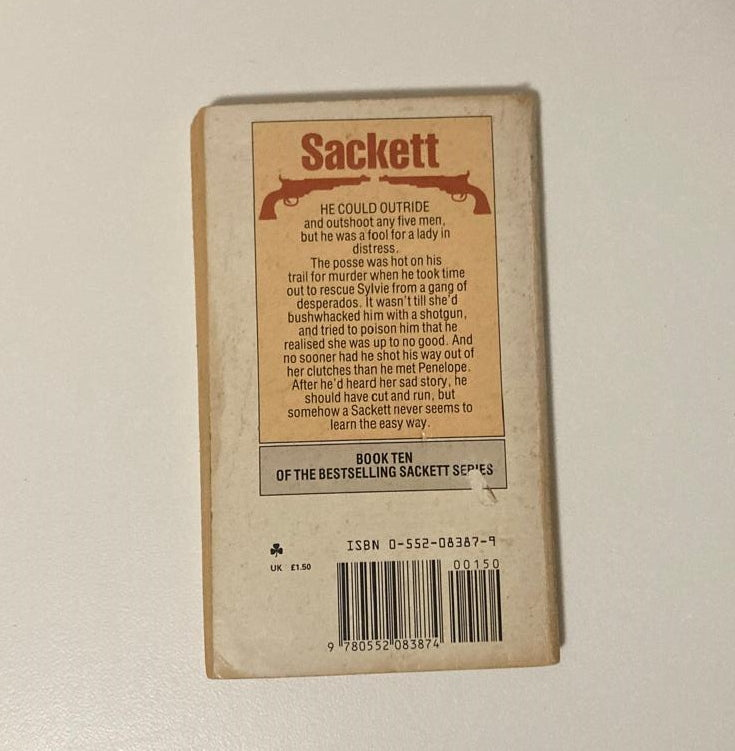 Sackett
HE COULD OUTRIDE
and outshoot any five men,
but he was a fool for a lady in
distress.
The posse was hot on his
trail for murder when he took time
out to rescue Sylvie from a gang of
desperados. It wasn't till she'd
bushwhacked him with a shotgun,
and tried to poison him that he
realised she was up to no good. And
no sooner had he shot his way out of
her clutches than he met Penelope.
After he'd heard her sad story, he
should have cut and run, but
somehow a Sackett never seems to
learn the easy way.
BOOK TEN
OF THE BESTSELLING SACKETT SERIES
ISBN 0-552-08387-9
UK £1.50
00150
9 780552 083874